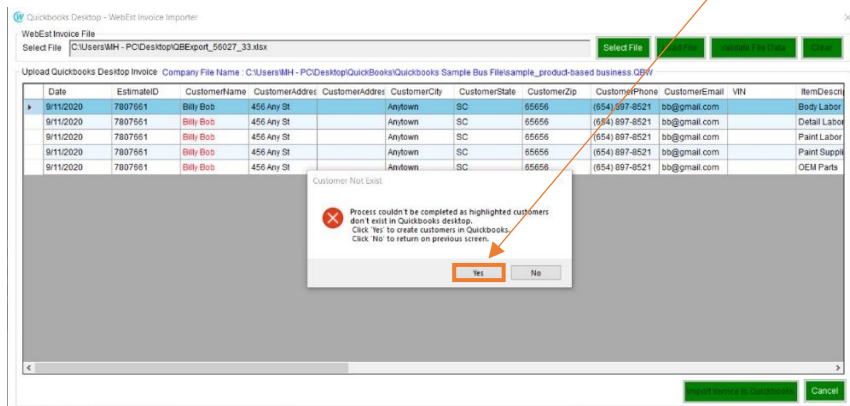 Quickbooks Desktop - WebEst Invoice Importer
WebEst Invoice File
Select File C:\Users\MH - PC\Desktop\QBExport_56027_33.xlsx Select File Load File Validate File Data Clear
Upload Quickbooks Desktop Invoice Company File Name : C:\Users\MH - PC\Desktop\QuickBooks\Quickbooks Sample Bus File\sample_product-based business.QBW
Date EstimateID CustomerName CustomerAddres CustomerAddres CustomerCity CustomerState CustomerZip CustomerPhone CustomerEmail VIN ItemDescri
9/11/2020 7807661 Billy Bob 456 Any St Anytown SC 65656 (654) 897-8521 bb@gmail.com Body Labor
9/11/2020 7807661 Billy Bob 456 Any St Anytown SC 65656 (654) 897-8521 bb@gmail.com Detail Labor
9/11/2020 7807661 Billy Bob 456 Any St Anytown SC 65656 (654) 897-8521 bb@gmail.com Paint Labor
9/11/2020 7807661 Billy Bob 456 Any St Anytown SC 65656 (654) 897-8521 bb@gmail.com Paint Suppli
9/11/2020 7807661 Billy Bob 456 Any St Anytown SC 65656 (654) 897-8521 bb@gmail.com OEM Parts
Customer Not Exist
Process couldn't be completed as highlighted customers
don't exist in Quickbooks desktop.
Click 'Yes' to create customers in Quickbooks.
Click 'No' to return on previous screen.
Yes No
Import Invoice to Quickbooks Cancel